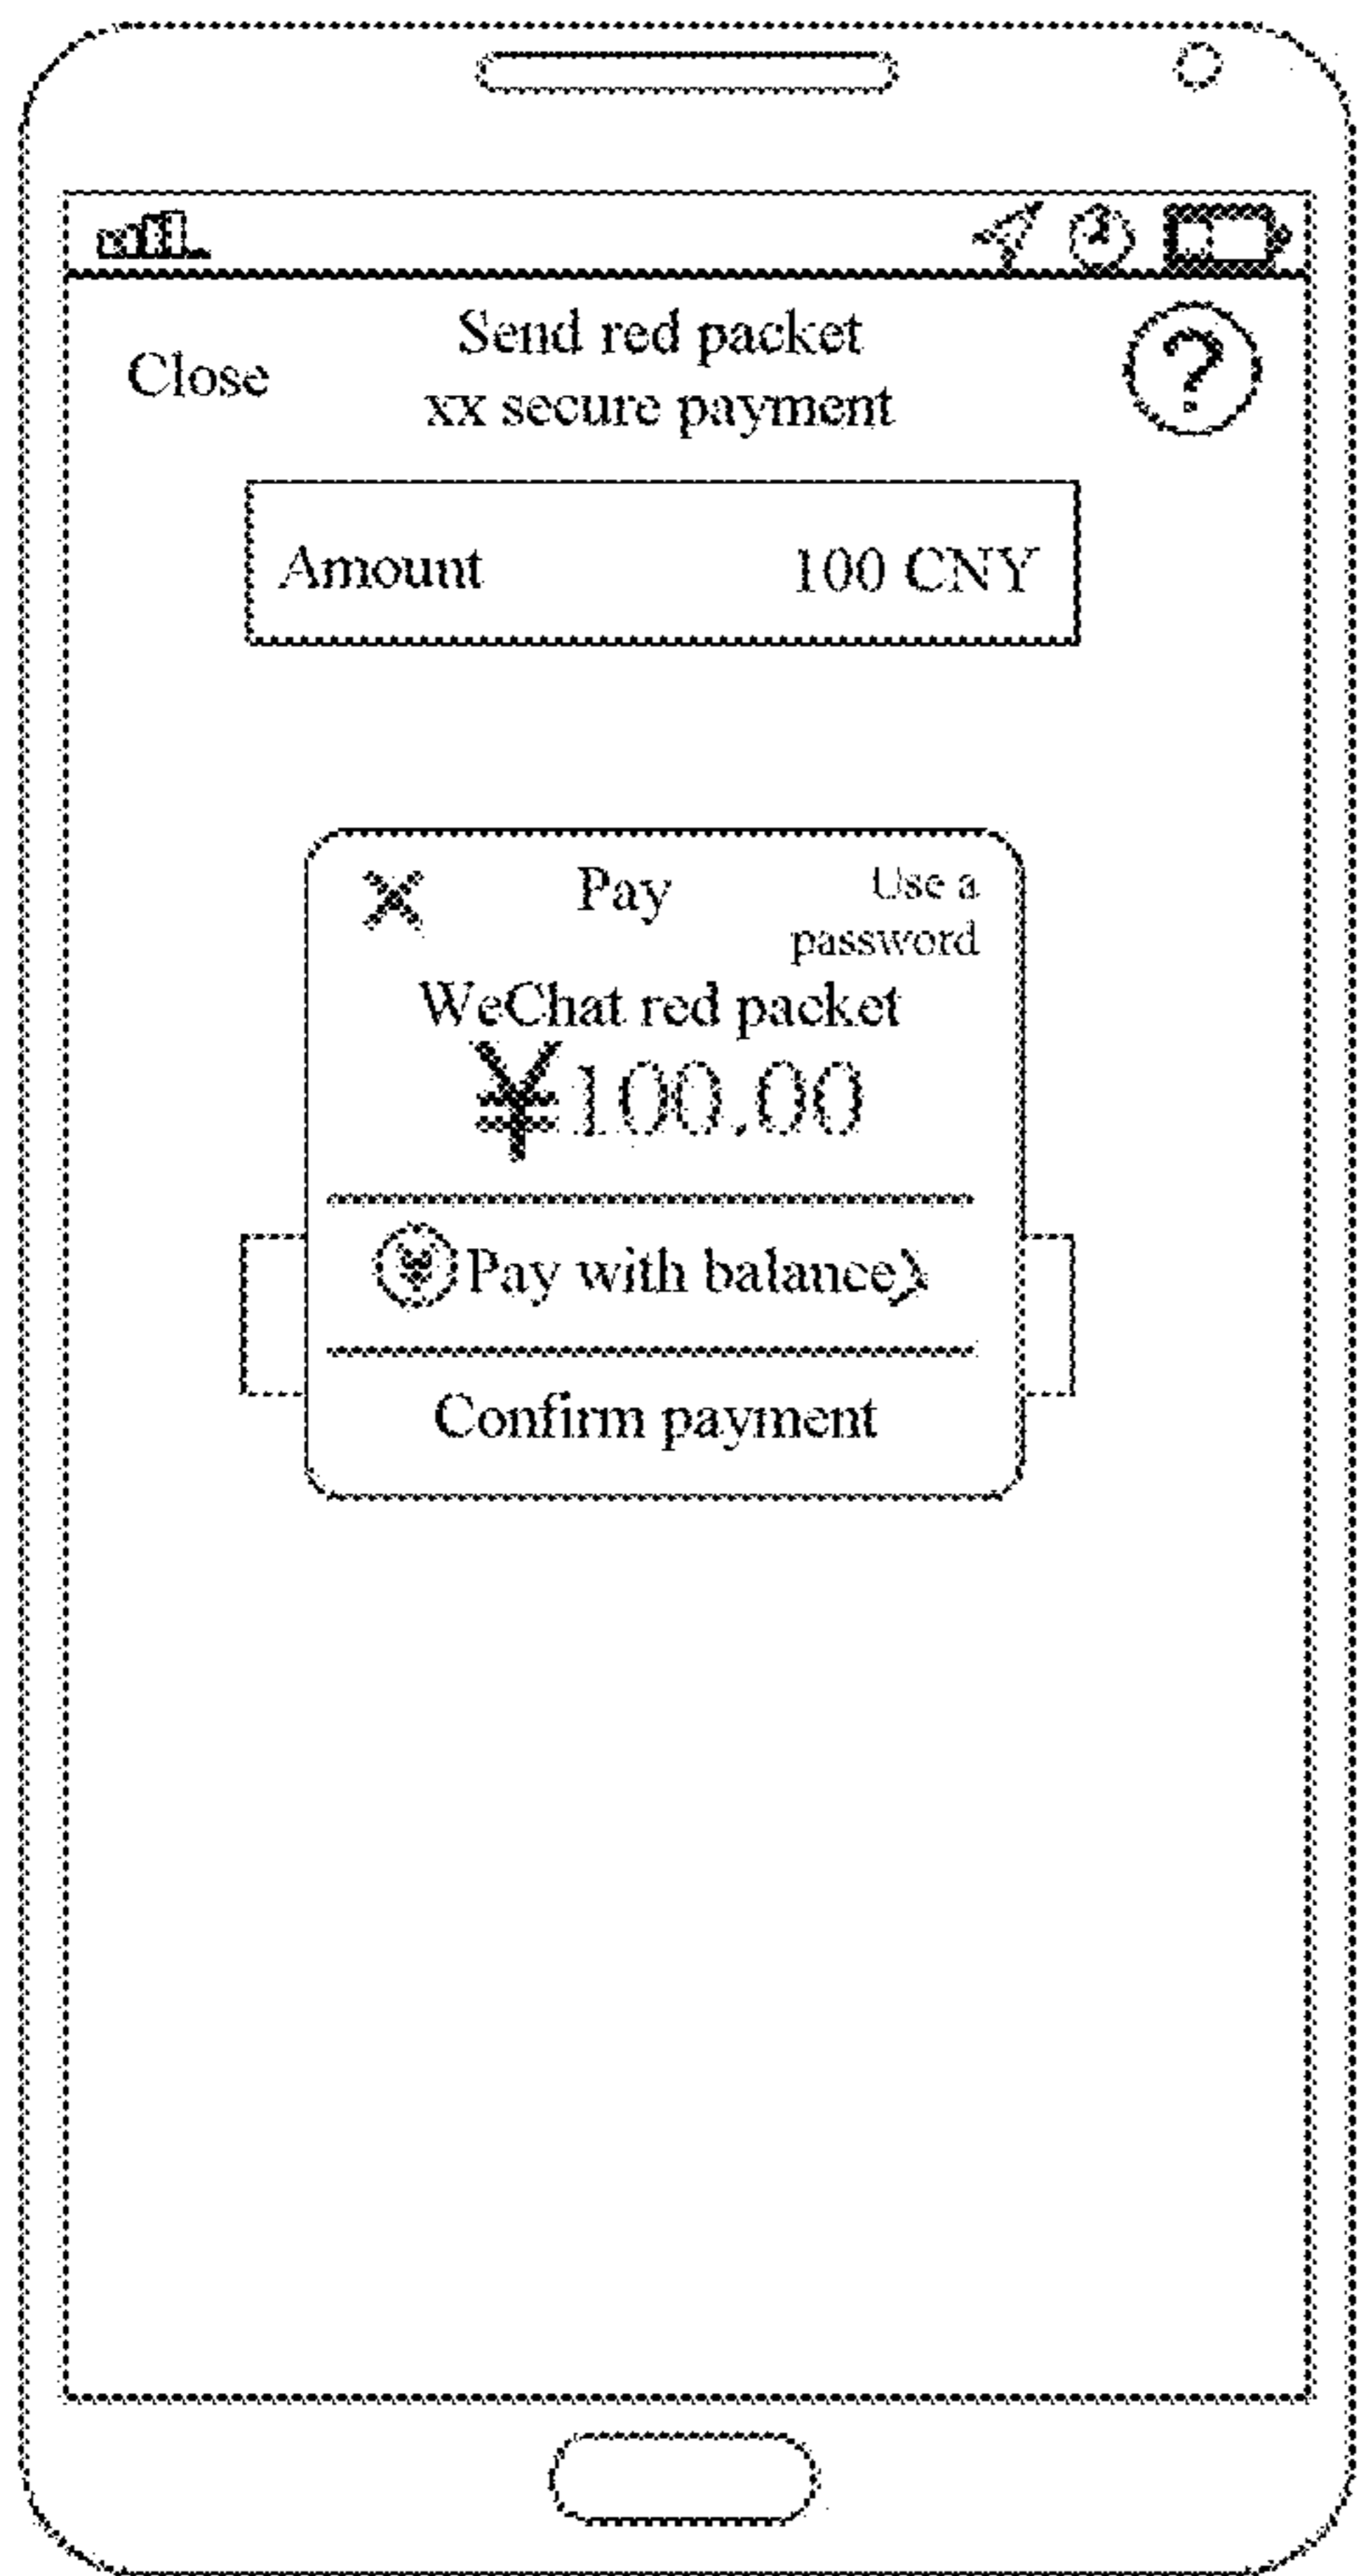 Close
Send red packet
xx secure payment
?
Amount 100 CNY
Pay
Use a
password
WeChat red packet
¥100.00
¥ Pay with balance
Confirm payment